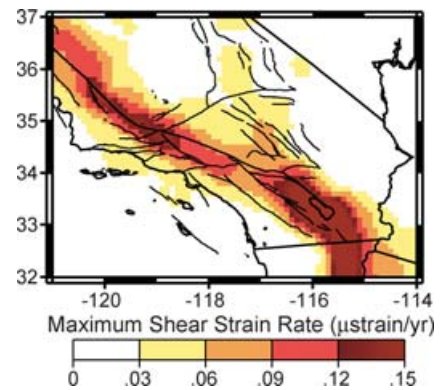 37
36
35
34
33
32
-120 -118 -116 -114
Maximum Shear Strain Rate (μstrain/yr)
0 .03 .06 .09 .12 .15